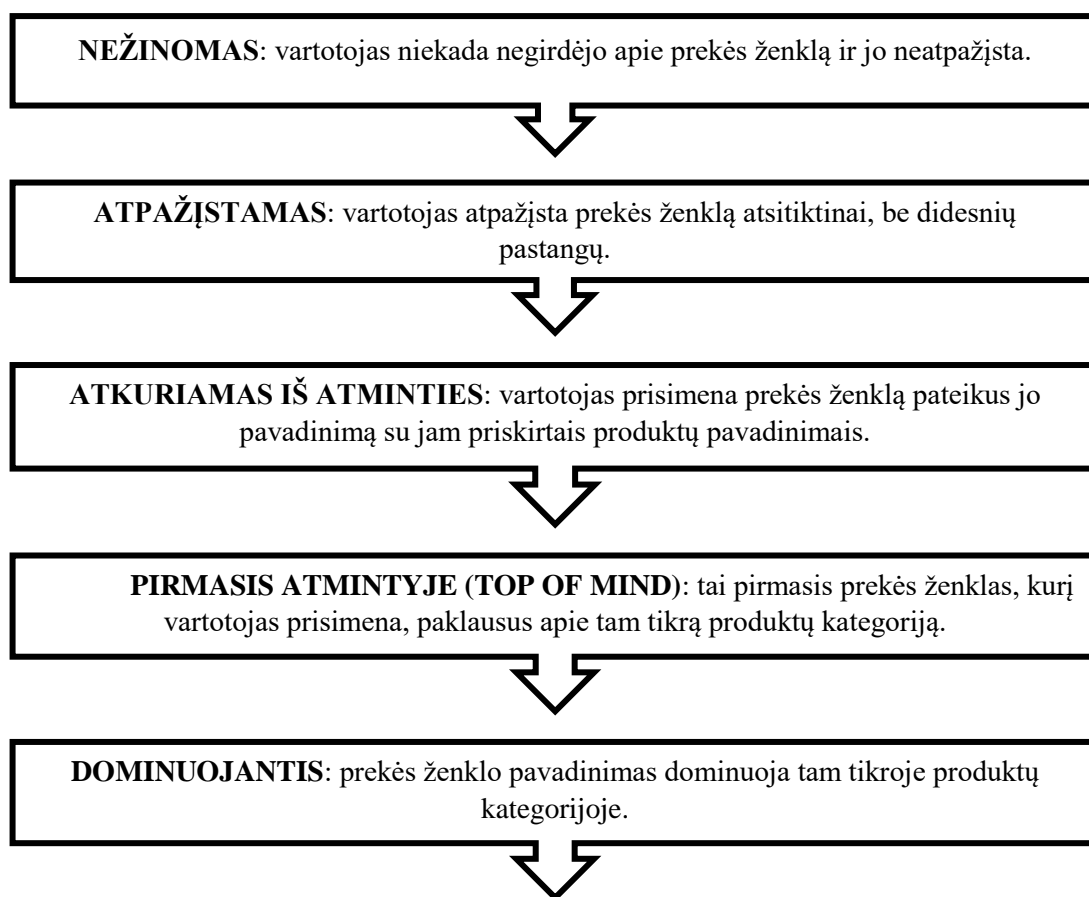 NEŽINOMAS: vartotojas niekada negirdėjo apie prekės ženklą ir jo neatpažįsta.
ATPAŽĮSTAMAS: vartotojas atpažįsta prekės ženklą atsitiktinai, be didesnių
pastangų.
ATKURIAMAS IŠ ATMINTIES: vartotojas prisimena prekės ženklą pateikus jo
pavadinimą su jam priskirtais produktų pavadinimais.
PIRMASIS ATMINTYJE (TOP OF MIND): tai pirmasis prekės ženklas, kurį
vartotojas prisimena, paklausus apie tam tikrą produktų kategoriją.
DOMINUOJANTIS: prekės ženklo pavadinimas dominuoja tam tikroje produktų
kategorijoje.